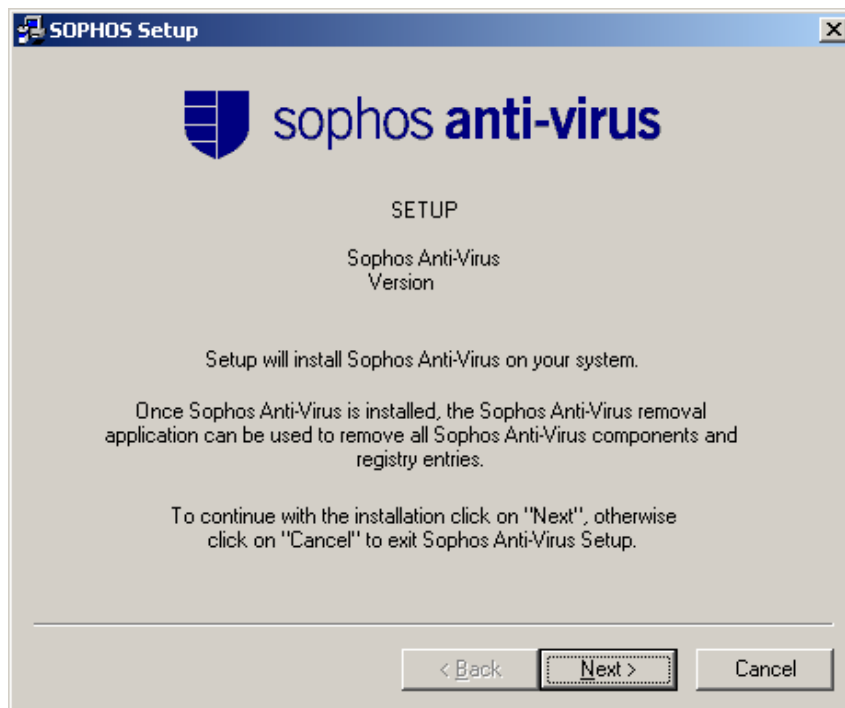 SOPHOS Setup
sophos anti-virus
SETUP
Sophos Anti-Virus
Version
Setup will install Sophos Anti-Virus on your system.
Once Sophos Anti-Virus is installed, the Sophos Anti-Virus removal
application can be used to remove all Sophos Anti-Virus components and
registry entries.
To continue with the installation click on "Next", otherwise
click on "Cancel" to exit Sophos Anti-Virus Setup.
< Back Next > Cancel